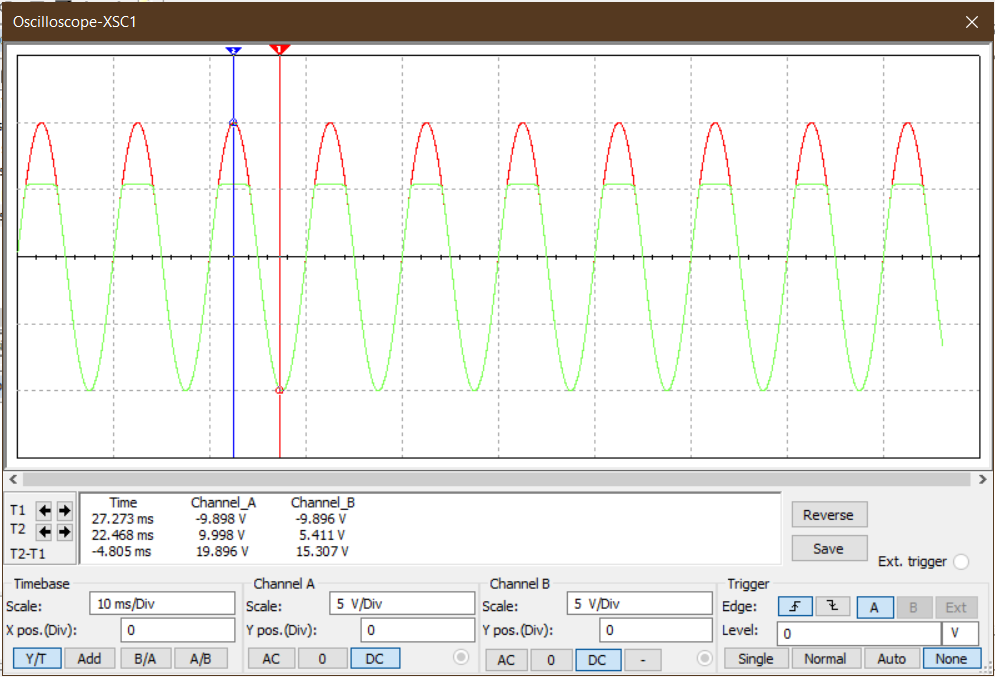 Oscilloscope-XSC1
2 1
T1
T2
T2-T1
Time Channel_A Channel_B
27.273 ms -9.898 V -9.896 V
22.468 ms 9.998 V 5.411 V
-4.805 ms 19.896 V 15.307 V
Reverse
Save
Ext. trigger
Timebase
Scale: 10 ms/Div
X pos.(Div): 0
Y/T Add B/A A/B
Channel A
Scale: 5 V/Div
Y pos.(Div): 0
AC 0 DC
Channel B
Scale: 5 V/Div
Y pos.(Div): 0
AC 0 DC -
Trigger
Edge: A B Ext
Level: 0 V
Single Normal Auto None